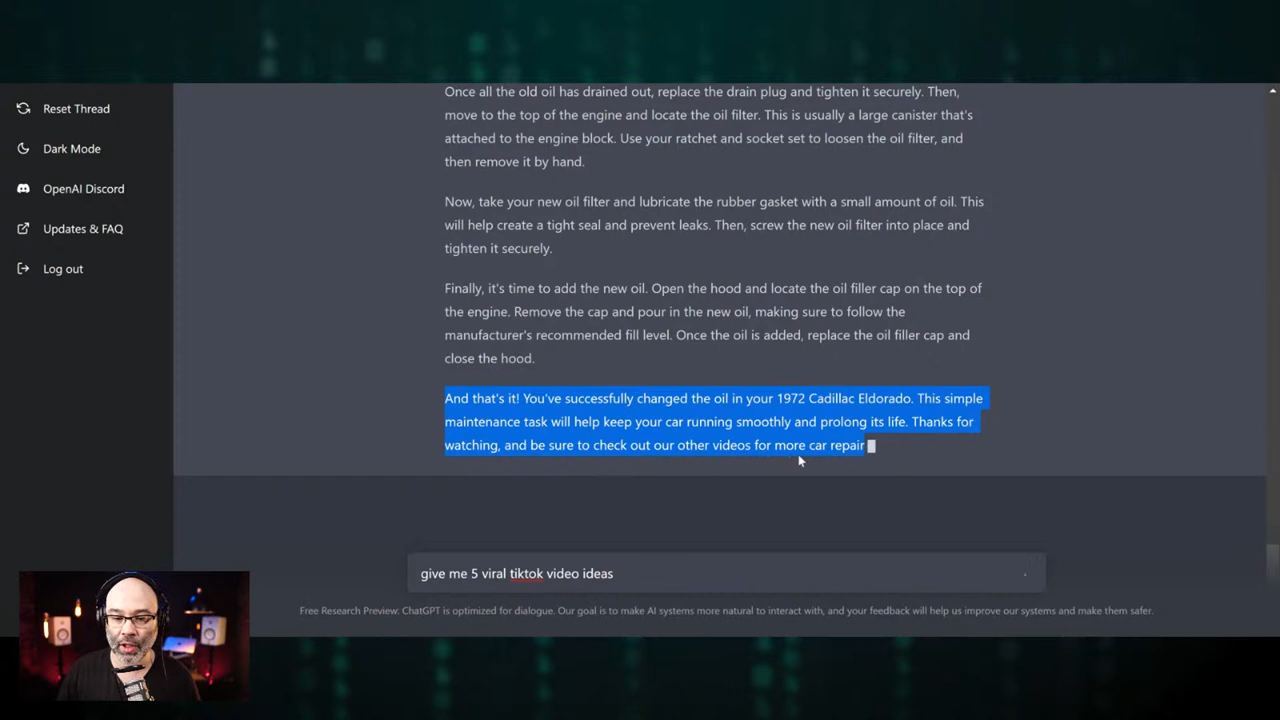 Reset Thread
Dark Mode
OpenAI Discord
Updates & FAQ
Log out
Once all the old oil has drained out, replace the drain plug and tighten it securely. Then,
move to the top of the engine and locate the oil filter. This is usually a large canister that's
attached to the engine block. Use your ratchet and socket set to loosen the oil filter, and
then remove it by hand.
Now, take your new oil filter and lubricate the rubber gasket with a small amount of oil. This
will help create a tight seal and prevent leaks. Then, screw the new oil filter into place and
tighten it securely.
Finally, it's time to add the new oil. Open the hood and locate the oil filler cap on the top of
the engine. Remove the cap and pour in the new oil, making sure to follow the
manufacturer's recommended fill level. Once the oil is added, replace the oil filler cap and
close the hood.
And that's it! You've successfully changed the oil in your 1972 Cadillac Eldorado. This simple
maintenance task will help keep your car running smoothly and prolong its life. Thanks for
watching, and be sure to check out our other videos for more car repair
give me 5 viral tiktok video ideas
Free Research Preview: ChatGPT is optimized for dialogue. Our goal is to make AI systems more natural to interact with, and your feedback will help us improve our systems and make them safer.